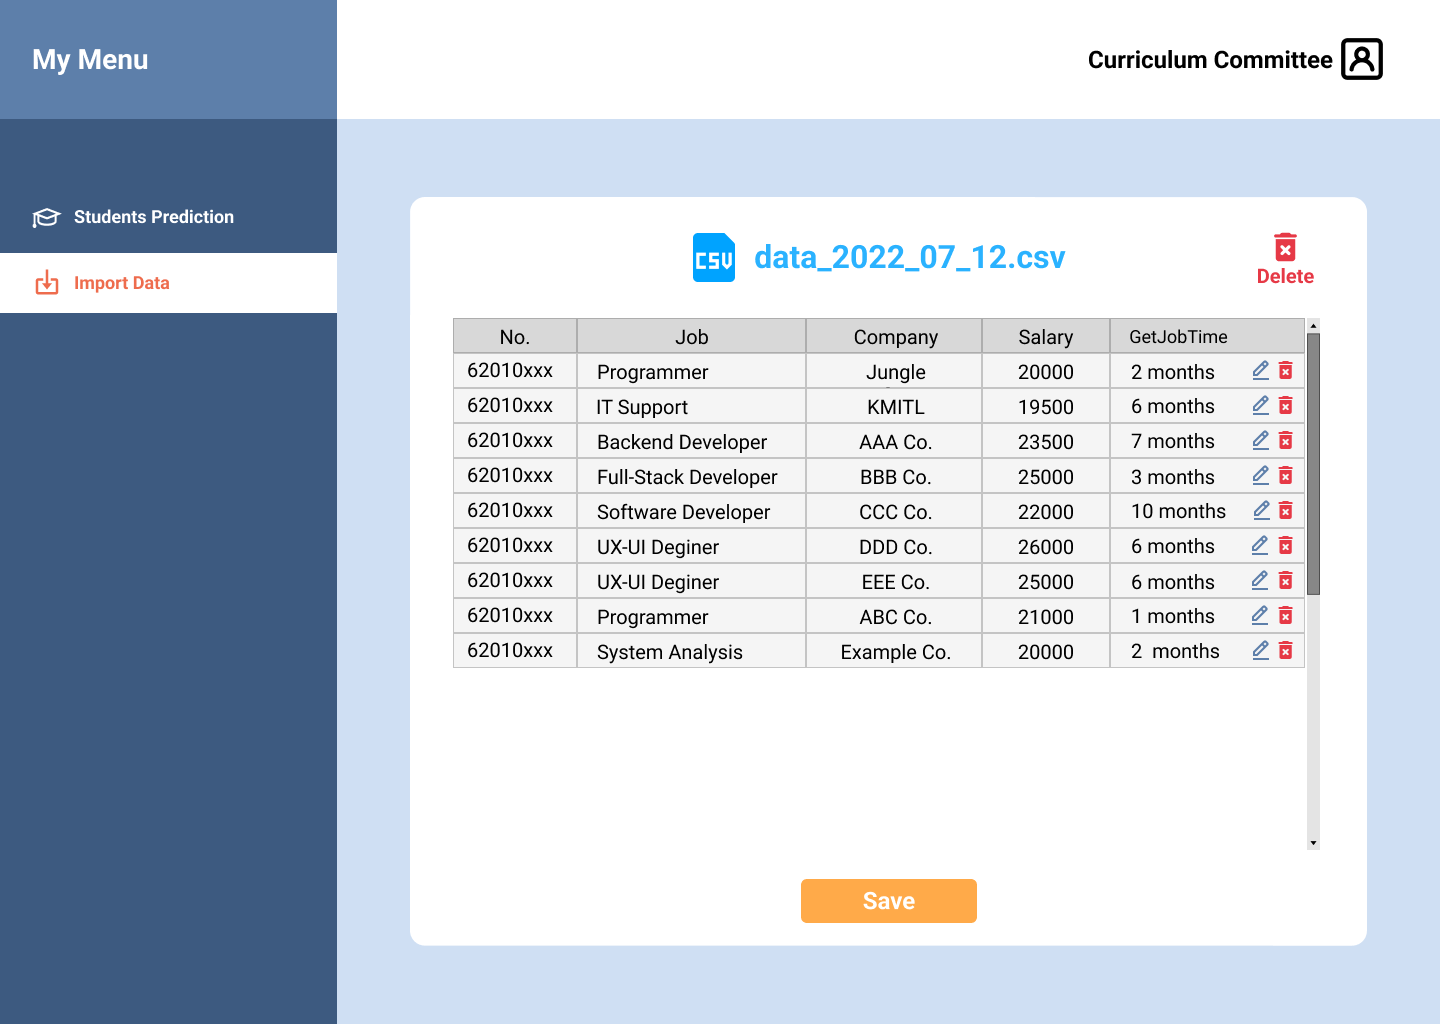 My Menu
Curriculum Committee
Students Prediction
Import Data
CSV
data_2022_07_12.csv
Delete
No. Job Company Salary GetJobTime
62010xxx Programmer Jungle 20000 2 months
62010xxx IT Support KMITL 19500 6 months
62010xxx Backend Developer AAA Co. 23500 7 months
62010xxx Full-Stack Developer BBB Co. 25000 3 months
62010xxx Software Developer CCC Co. 22000 10 months
62010xxx UX-UI Deginer DDD Co. 26000 6 months
62010xxx UX-UI Deginer EEE Co. 25000 6 months
62010xxx Programmer ABC Co. 21000 1 months
62010xxx System Analysis Example Co. 20000 2  months
Save